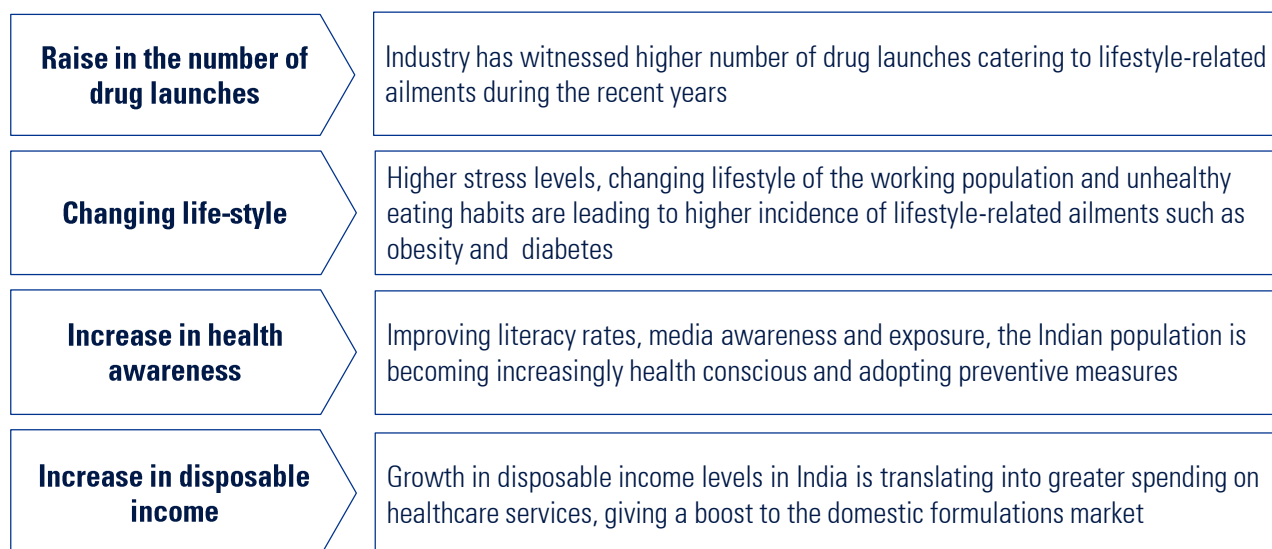 Raise in the number of
drug launches
Industry has witnessed higher number of drug launches catering to lifestyle-related
ailments during the recent years
Changing life-style
Higher stress levels, changing lifestyle of the working population and unhealthy
eating habits are leading to higher incidence of lifestyle-related ailments such as
obesity and  diabetes
Increase in health
awareness
Improving literacy rates, media awareness and exposure, the Indian population is
becoming increasingly health conscious and adopting preventive measures
Increase in disposable
income
Growth in disposable income levels in India is translating into greater spending on
healthcare services, giving a boost to the domestic formulations market